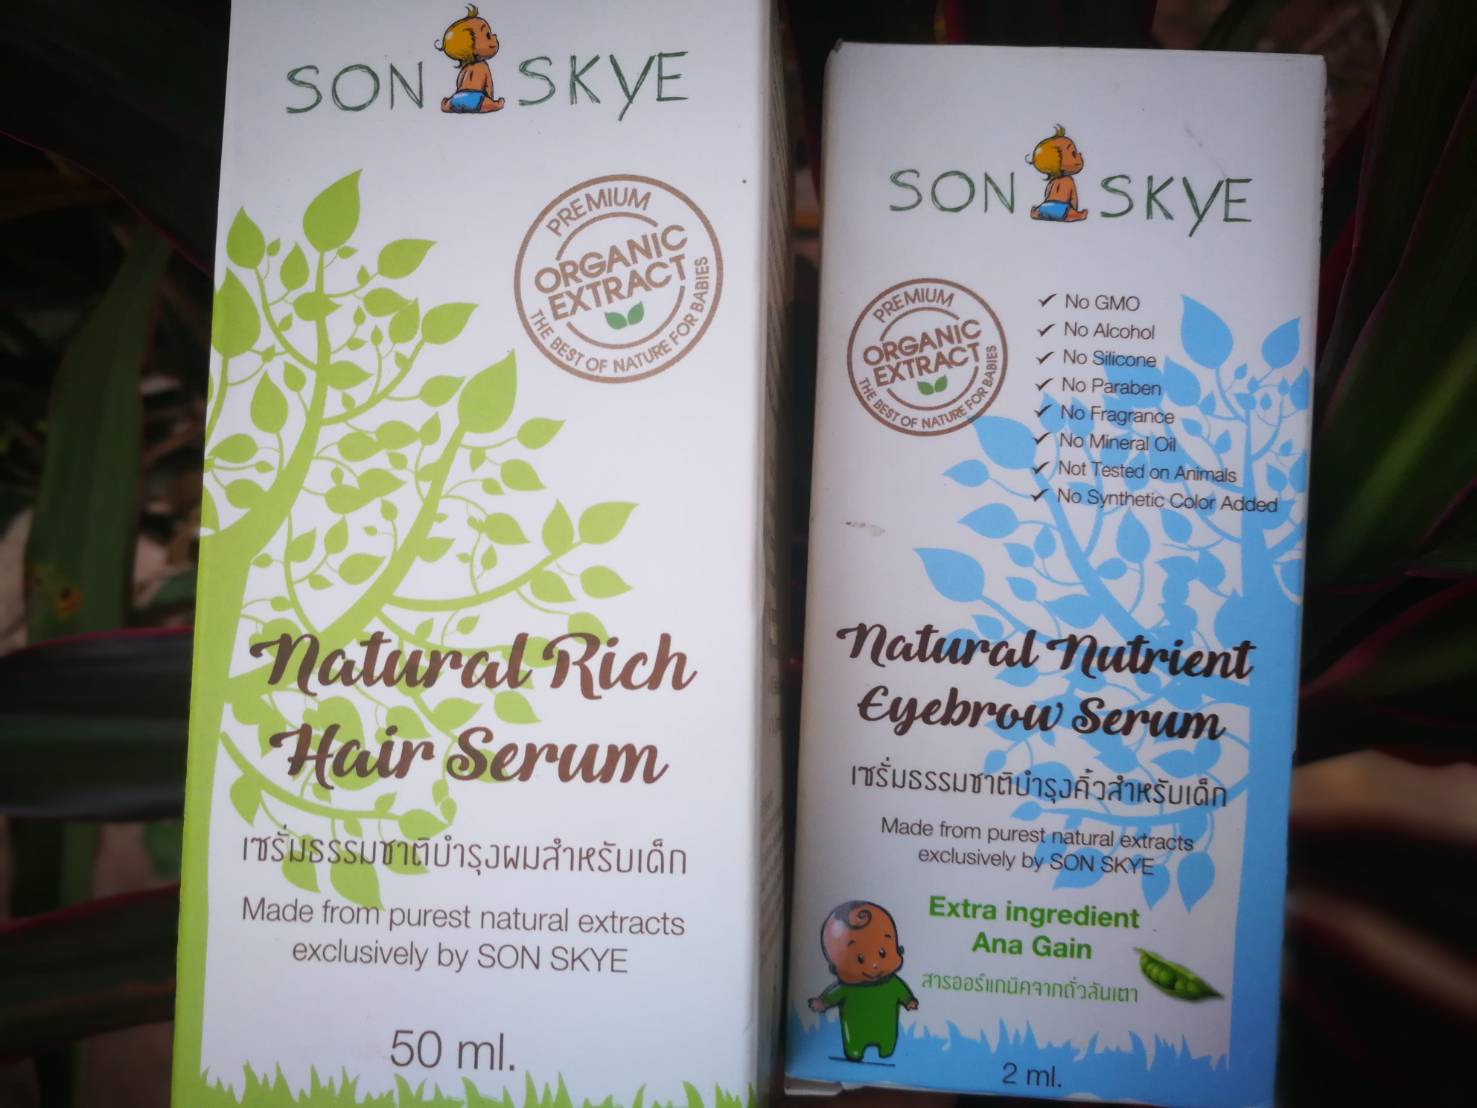 SON SKYE
PREMIUM
ORGANIC
EXTRACT
THE BEST OF NATURE FOR BABIES
Natural Rich
Hair Serum
เซรั่มธรรมชาติบำรุงผมสำหรับเด็ก
Made from purest natural extracts
exclusively by SON SKYE
50 ml.
SON SKYE
PREMIUM
ORGANIC
EXTRACT
THE BEST OF NATURE FOR BABIES
✓ No GMO
✓ No Alcohol
✓ No Silicone
✓ No Paraben
✓ No Fragrance
✓ No Mineral Oil
✓ Not Tested on Animals
✓ No Synthetic Color Added
Natural Nutrient
Eyebrow Serum
เซรั่มธรรมชาติบำรุงคิ้วสำหรับเด็ก
Made from purest natural extracts
exclusively by SON SKYE
Extra ingredient
Ana Gain
สารออร์แกนิคจากถั่วลันเตา
2 ml.